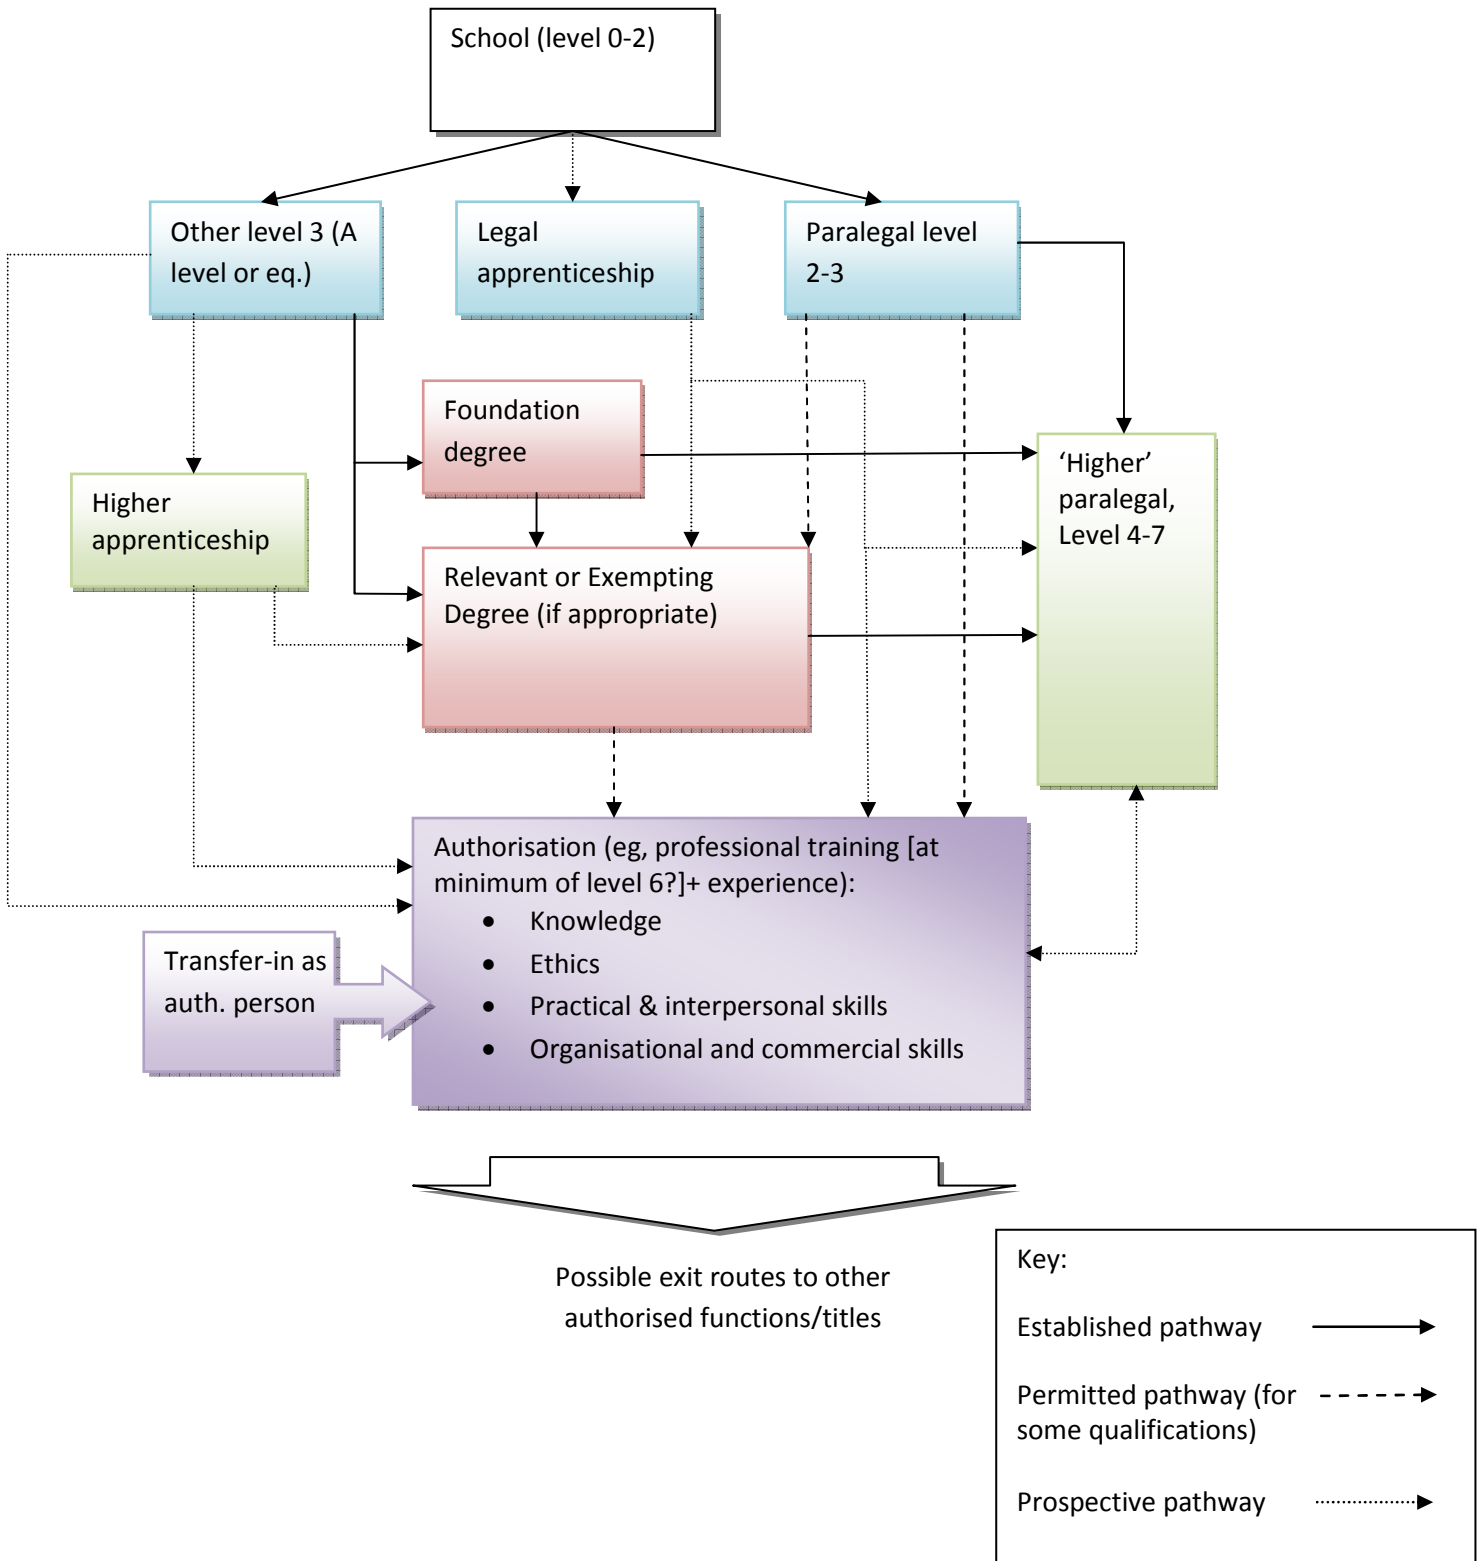 School (level 0-2)
Other level 3 (A
level or eq.)
Legal
apprenticeship
Paralegal level
2-3
Foundation
degree
‘Higher’
paralegal,
Level 4-7
Higher
apprenticeship
Relevant or Exempting
Degree (if appropriate)
Authorisation (eg, professional training [at
minimum of level 6?]+ experience):
• Knowledge
• Ethics
• Practical & interpersonal skills
• Organisational and commercial skills
Transfer-in as
auth. person
Possible exit routes to other
authorised functions/titles
Key:
Established pathway
Permitted pathway (for
some qualifications)
Prospective pathway